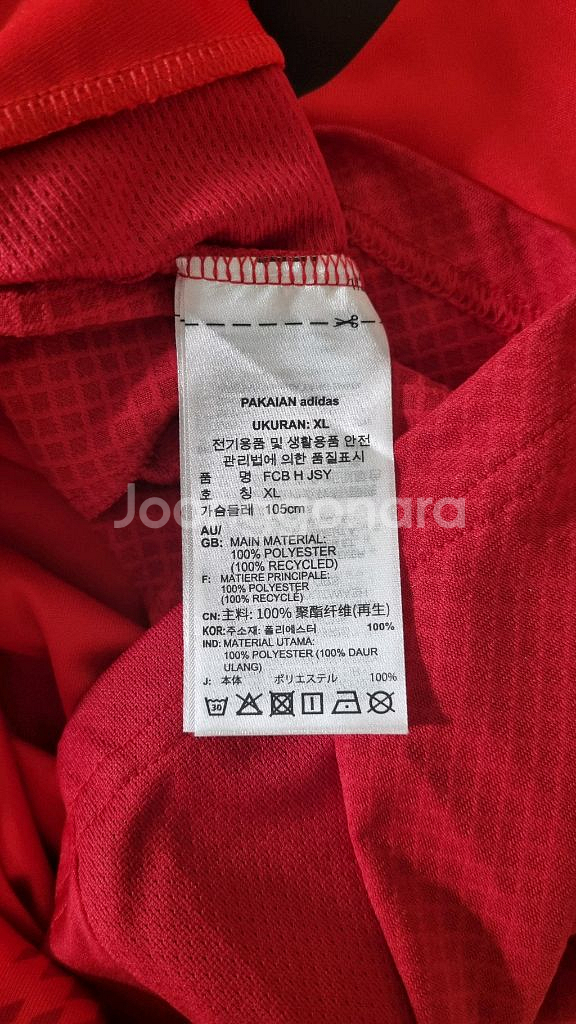 PAKAIAN adidas
UKURAN: XL
전기용품 및 생활용품 안전
관리법에 의한 품질표시
품 명 FCB H JSY
호 칭 XL
가슴둘레 105cm
AU/
GB: MAIN MATERIAL:
100% POLYESTER
(100% RECYCLED)
F: MATIERE PRINCIPALE:
100% POLYESTER
(100% RECYCLÉ)
CN: 主料: 100% 聚酯纤维(再生)
KOR: 주소재: 폴리에스터 100%
IND: MATERIAL UTAMA:
100% POLYESTER (100% DAUR
ULANG)
J: 本体 ポリエステル 100%
30